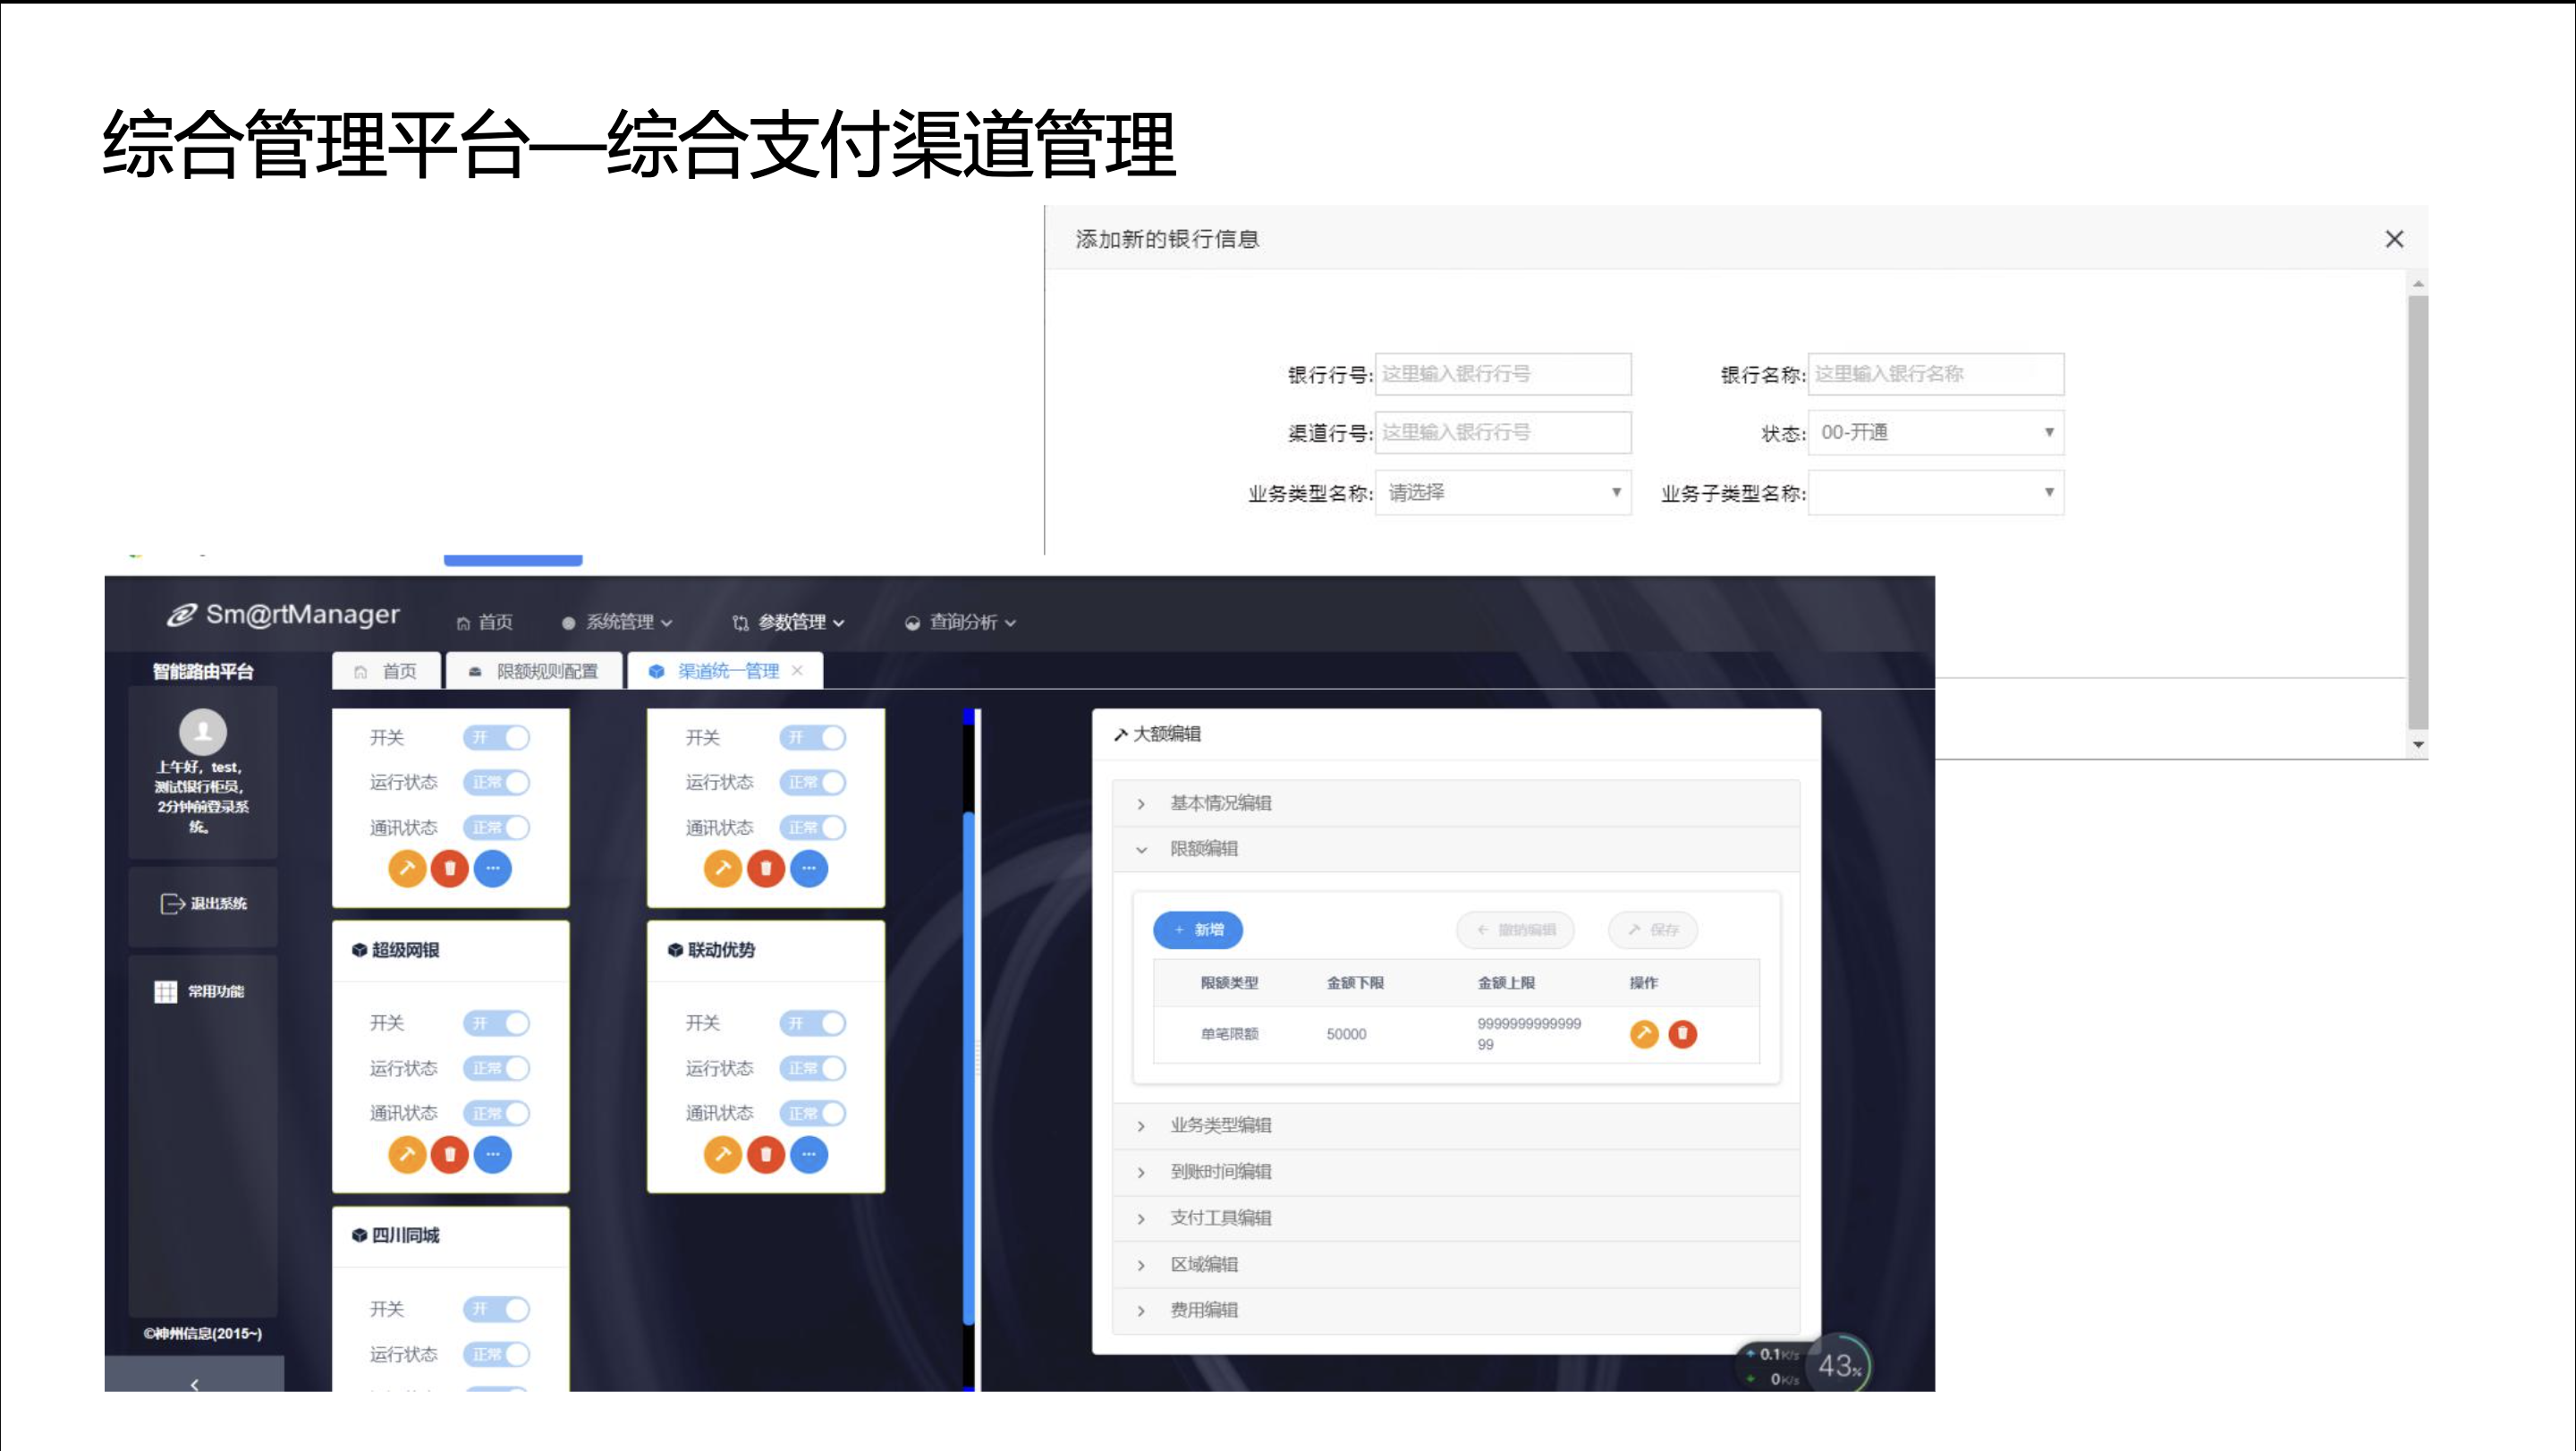 综合管理平台—综合支付渠道管理
添加新的银行信息
银行行号: 这里输入银行行号 银行名称: 这里输入银行名称
渠道行号: 这里输入银行行号 状态: 00-开通
业务类型名称: 请选择 业务子类型名称:
Sm@rtManager 首页 系统管理 参数管理 查询分析
智能路由平台 首页 限额规则配置 渠道统一管理
上午好，test，
测试银行柜员，
2分钟前登录系
统。
退出系统
常用功能
©神州信息(2015~)
开关 开
运行状态 正常
通讯状态 正常
开关 开
运行状态 正常
通讯状态 正常
超级网银
开关 开
运行状态 正常
通讯状态 正常
联动优势
开关 开
运行状态 正常
通讯状态 正常
四川同城
开关 开
运行状态 正常
大额编辑
基本情况编辑
限额编辑
+ 新增 撤销编辑 保存
限额类型 金额下限 金额上限 操作
单笔限额 50000 9999999999999
99
业务类型编辑
到账时间编辑
支付工具编辑
区域编辑
费用编辑
0.1K/s
0K/s
43%